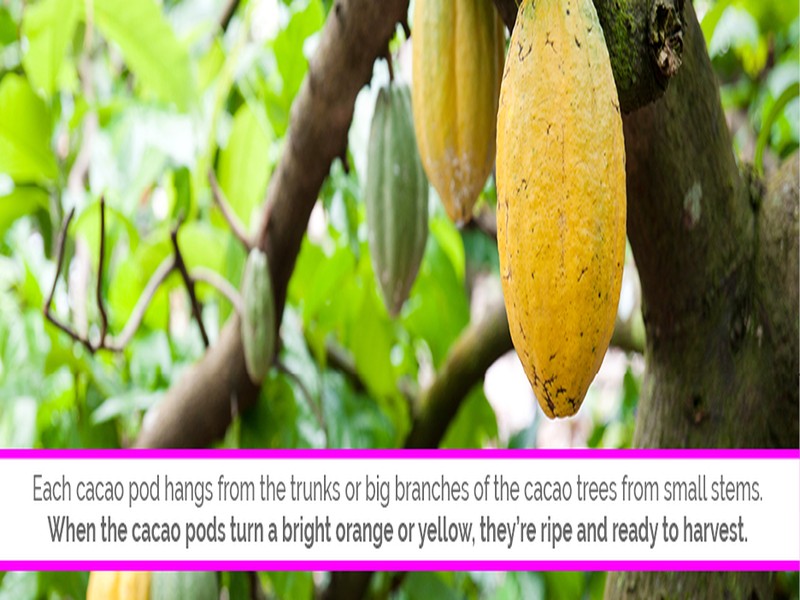 Each cacao pod hangs from the trunks or big branches of the cacao trees from small stems.
When the cacao pods turn a bright orange or yellow, they're ripe and ready to harvest.